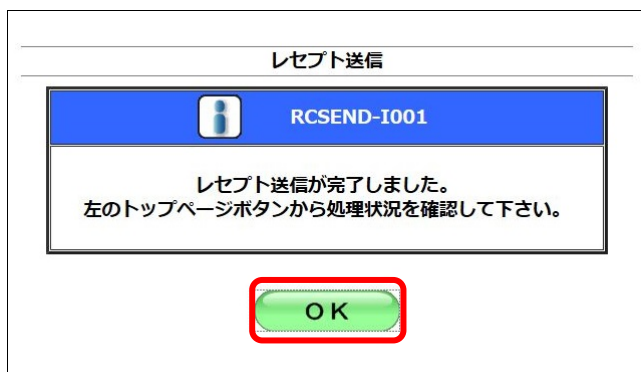 レセプト送信
RCSEND-I001
レセプト送信が完了しました。
左のトップページボタンから処理状況を確認して下さい。
OK